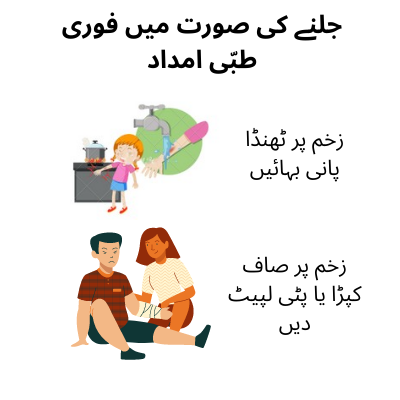 جلنے کی صورت میں فوری
طبّی امداد
زخم پر ٹھنڈا
پانی بہائیں
زخم پر صاف
کپڑا یا پٹی لپیٹ
دیں